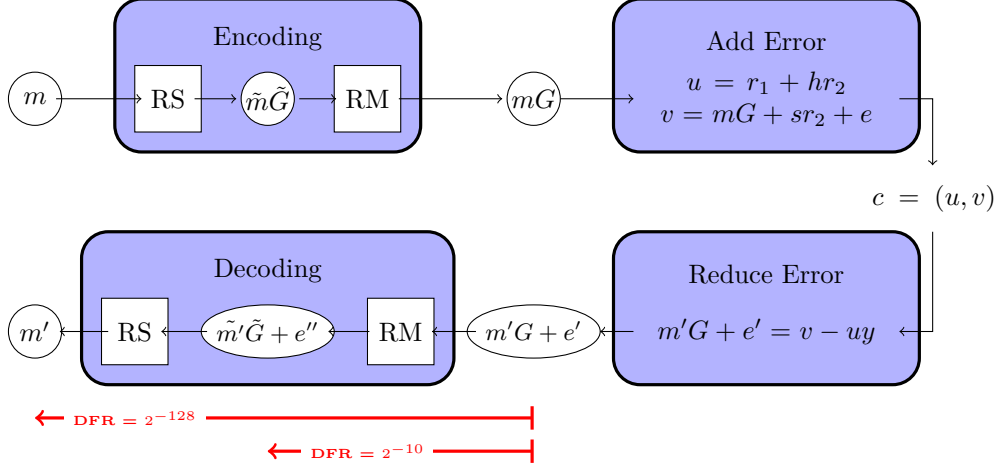 Encoding
m RS m̃G̃ RM mG
Add Error
u = r₁ + hr₂
v = mG + sr₂ + e
c = (u, v)
Decoding
m′ RS m̃′G̃ + e″ RM m′G + e′
Reduce Error
m′G + e′ = v − uy
DFR = 2⁻¹²⁸
DFR = 2⁻¹⁰